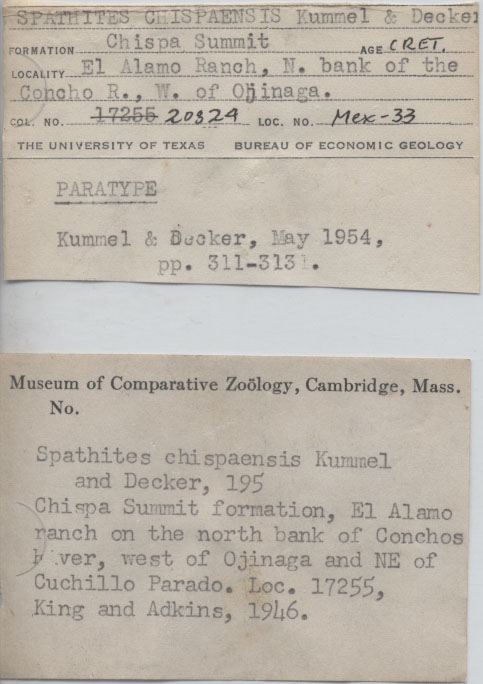 SPATHITES CHISPAENSIS Kummel & Decker
FORMATION Chispa Summit AGE CRET.
LOCALITY El Alamo Ranch, N. bank of the
Concho R., W. of Ojinaga.
COL. NO. 17255 20324 LOC. NO. Mex-33
THE UNIVERSITY OF TEXAS BUREAU OF ECONOMIC GEOLOGY
PARATYPE
Kummel & Decker, May 1954,
pp. 311-313.
Museum of Comparative Zoölogy, Cambridge, Mass.
No.
Spathites chispaensis Kummel
and Decker, 195
Chispa Summit formation, El Alamo
ranch on the north bank of Conchos
River, west of Ojinaga and NE of
Cuchillo Parado. Loc. 17255,
King and Adkins, 1946.